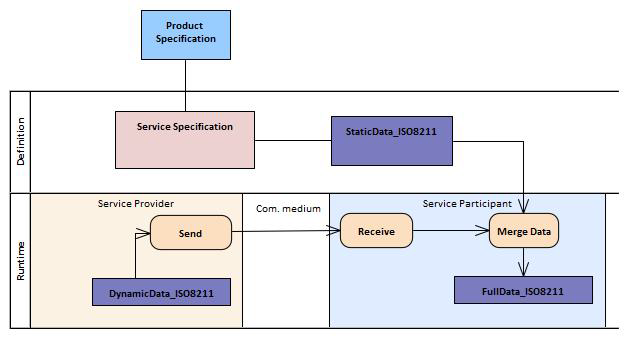 Product
Specification
Definition
Service Specification
StaticData_ISO8211
Runtime
Service Provider
Com. medium
Service Participant
Send
Receive
Merge Data
DynamicData_ISO8211
FullData_ISO8211